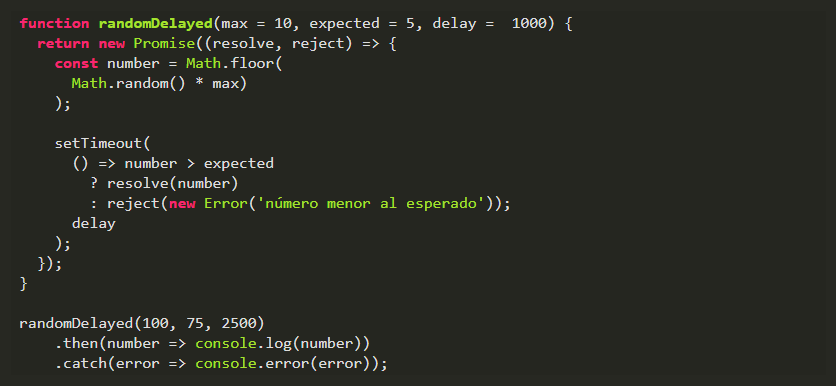 function randomDelayed(max = 10, expected = 5, delay =  1000) {
  return new Promise((resolve, reject) => {
    const number = Math.floor(
      Math.random() * max)
    );

    setTimeout(
      () => number > expected
        ? resolve(number)
        : reject(new Error('número menor al esperado'));
      delay
    );
  });
}

randomDelayed(100, 75, 2500)
    .then(number => console.log(number))
    .catch(error => console.error(error));